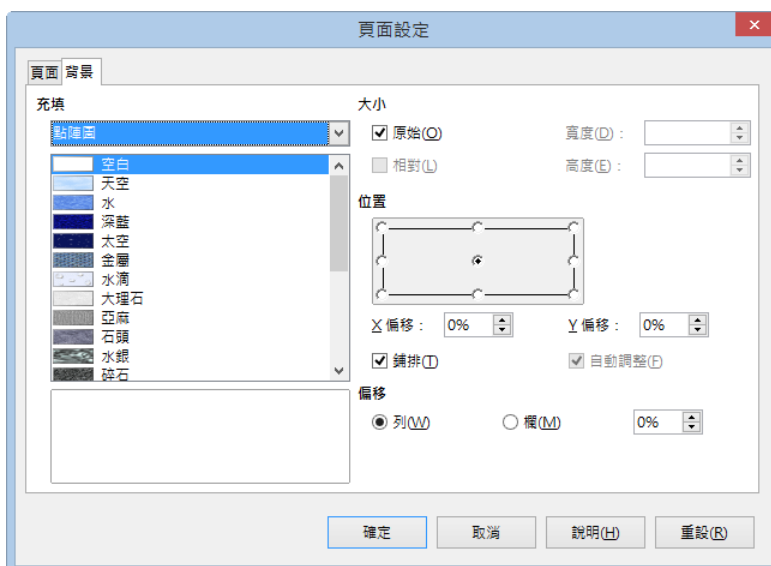 頁面設定
頁面 背景
充填
點陣圖
空白
天空
水
深藍
太空
金屬
水滴
大理石
亞麻
石頭
水銀
碎石
大小
原始(O) 寬度(D)：
相對(L) 高度(E)：
位置
X 偏移： 0% Y 偏移： 0%
鋪排(T) 自動調整(F)
偏移
列(W) 欄(M) 0%
確定 取消 說明(H) 重設(R)